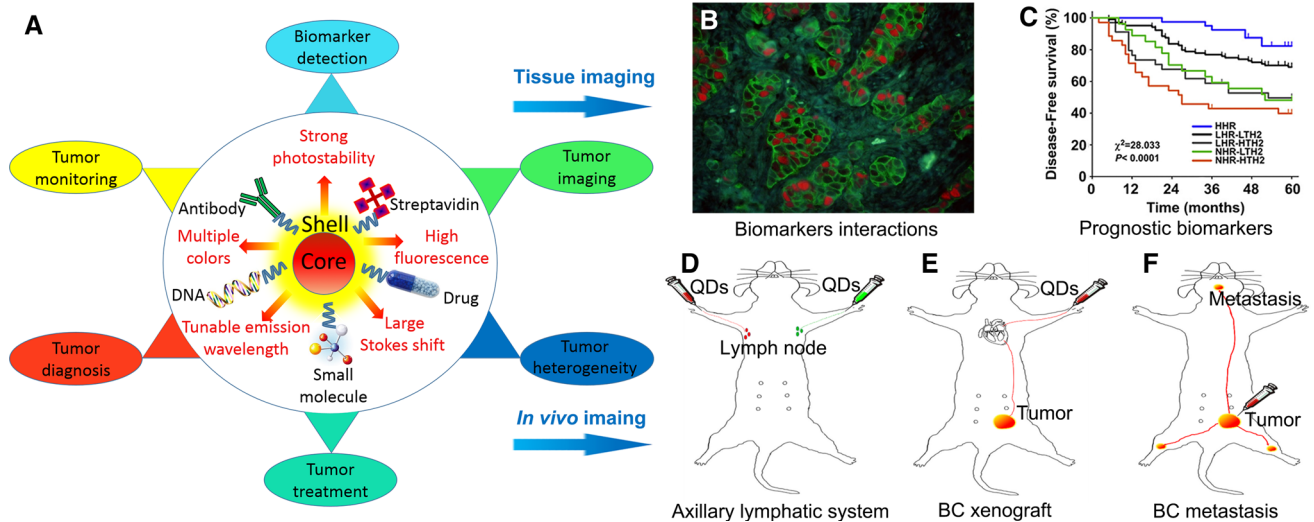 A
Biomarker
detection
Tumor
monitoring
Tumor
imaging
Tumor
diagnosis
Tumor
heterogeneity
Tumor
treatment
Strong
photostability
Antibody
Streptavidin
Shell
Core
Multiple
colors
High
fluorescence
DNA
Drug
Tunable emission
wavelength
Large
Stokes shift
Small
molecule
Tissue imaging
In vivo imaing
B
Biomarkers interactions
C
Disease-Free survival (%)
100
80
60
40
20
0
0
12
24
36
48
60
Time (months)
χ²=28.033
P< 0.0001
HHR
LHR-LTH2
LHR-HTH2
NHR-LTH2
NHR-HTH2
Prognostic biomarkers
D
QDs
QDs
Lymph node
Axillary lymphatic system
E
QDs
Tumor
BC xenograft
F
Metastasis
Tumor
BC metastasis